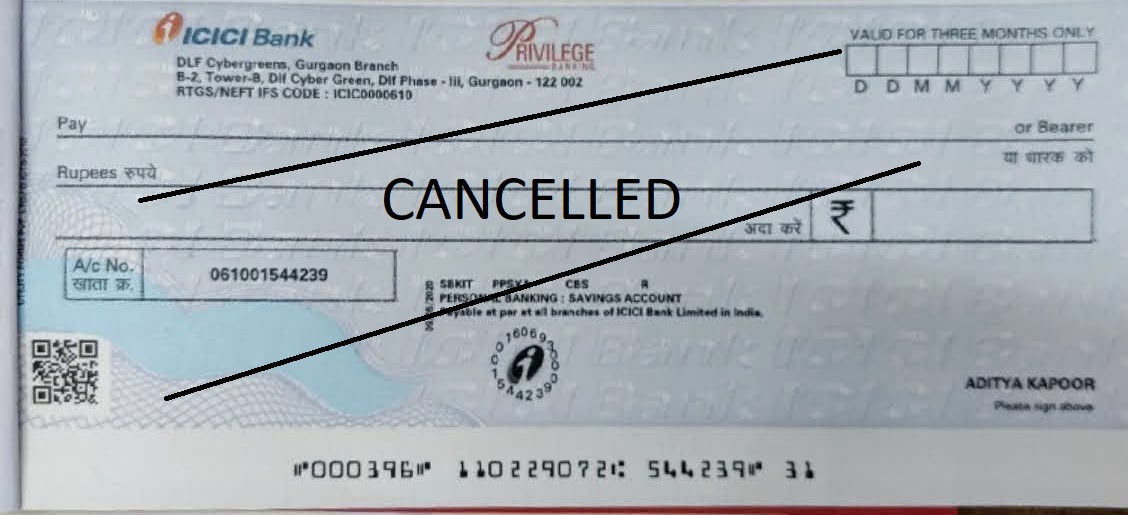 ICICI Bank
PRIVILEGE
BANKING
DLF Cybergreens, Gurgaon Branch
B-2, Tower-B, Dlf Cyber Green, Dlf Phase - Iii, Gurgaon - 122 002
RTGS/NEFT IFS CODE : ICIC0000610
VALID FOR THREE MONTHS ONLY
D D M M Y Y Y Y
Pay
or Bearer
या धारक को
Rupees रुपये
CANCELLED
अदा करें
₹
A/c No.
खाता क्र.
061001544239
SBKIT CBS R
PERSONAL BANKING : SAVINGS ACCOUNT
Payable at par at all branches of ICICI Bank Limited in India.
ADITYA KAPOOR
Please sign above
⑈000396⑈ 110229072⑆ 544239⑈ 31